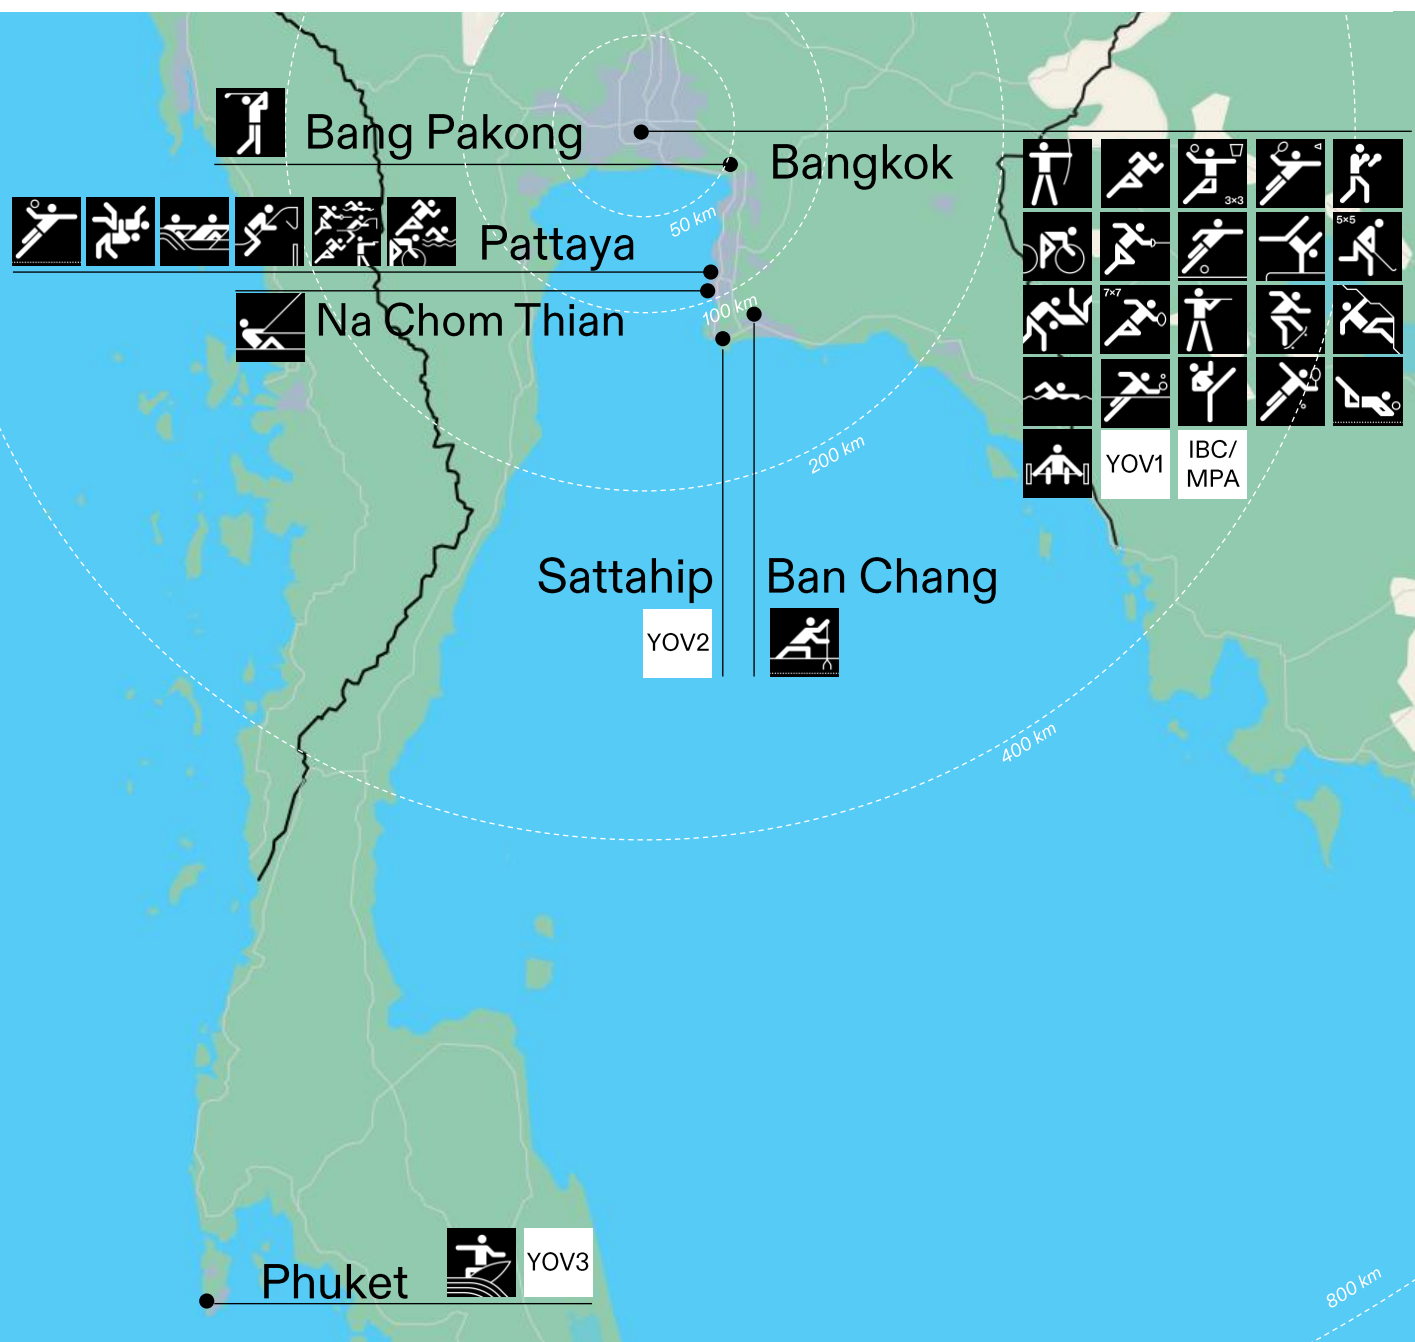 Bang Pakong
Bangkok
3×3
Pattaya
50 km
5×5
Na Chom Thian
100 km
7×7
200 km
YOV1
IBC/
MPA
Sattahip
Ban Chang
YOV2
400 km
Phuket
YOV3
800 km